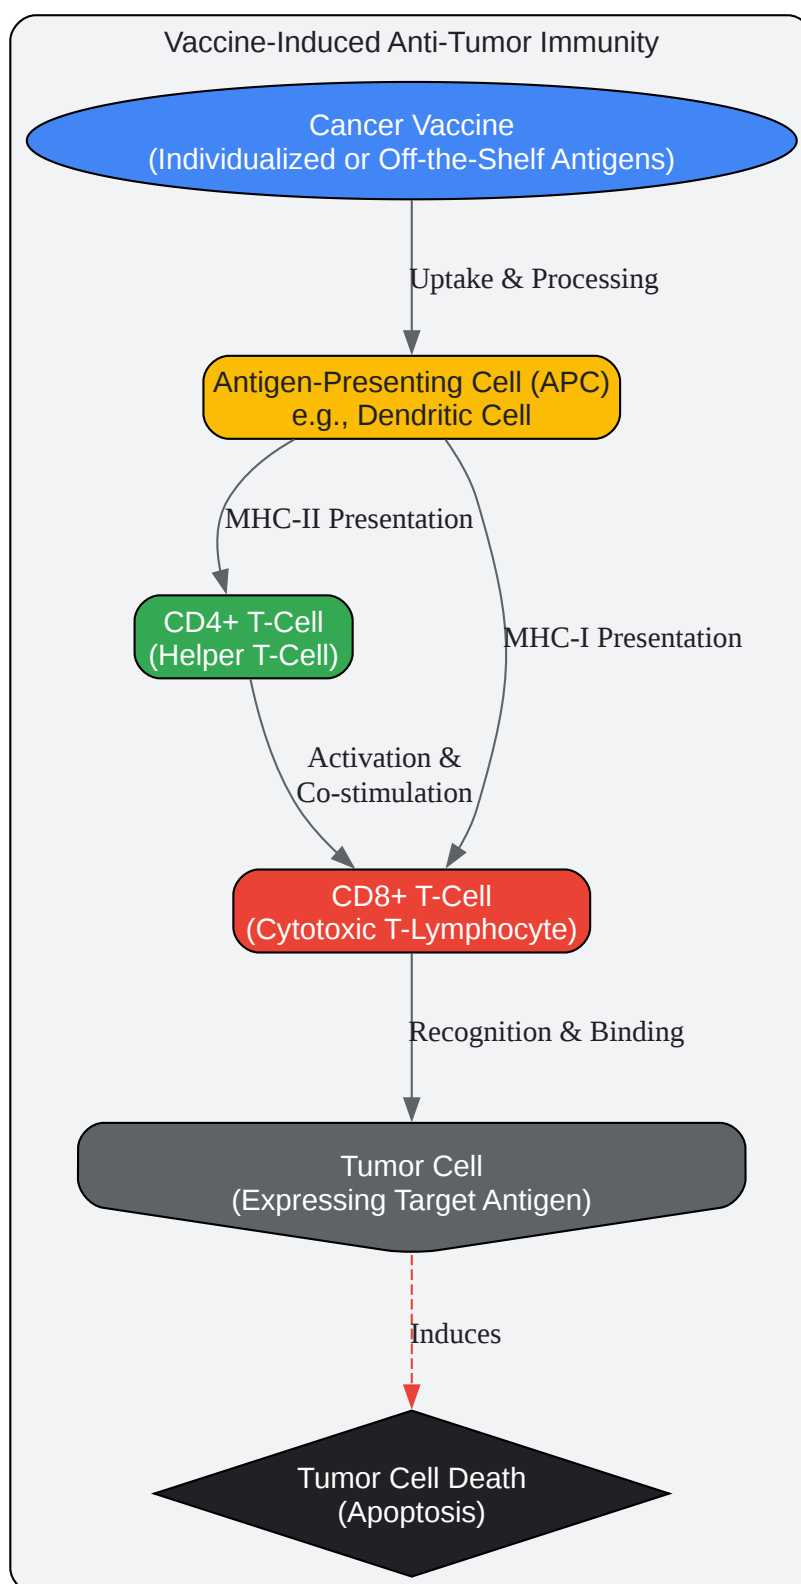 Vaccine-Induced Anti-Tumor Immunity
Cancer Vaccine
(Individualized or Off-the-Shelf Antigens)
Uptake & Processing
Antigen-Presenting Cell (APC)
e.g., Dendritic Cell
MHC-II Presentation
CD4+ T-Cell
(Helper T-Cell)
MHC-I Presentation
Activation &
Co-stimulation
CD8+ T-Cell
(Cytotoxic T-Lymphocyte)
Recognition & Binding
Tumor Cell
(Expressing Target Antigen)
Induces
Tumor Cell Death
(Apoptosis)